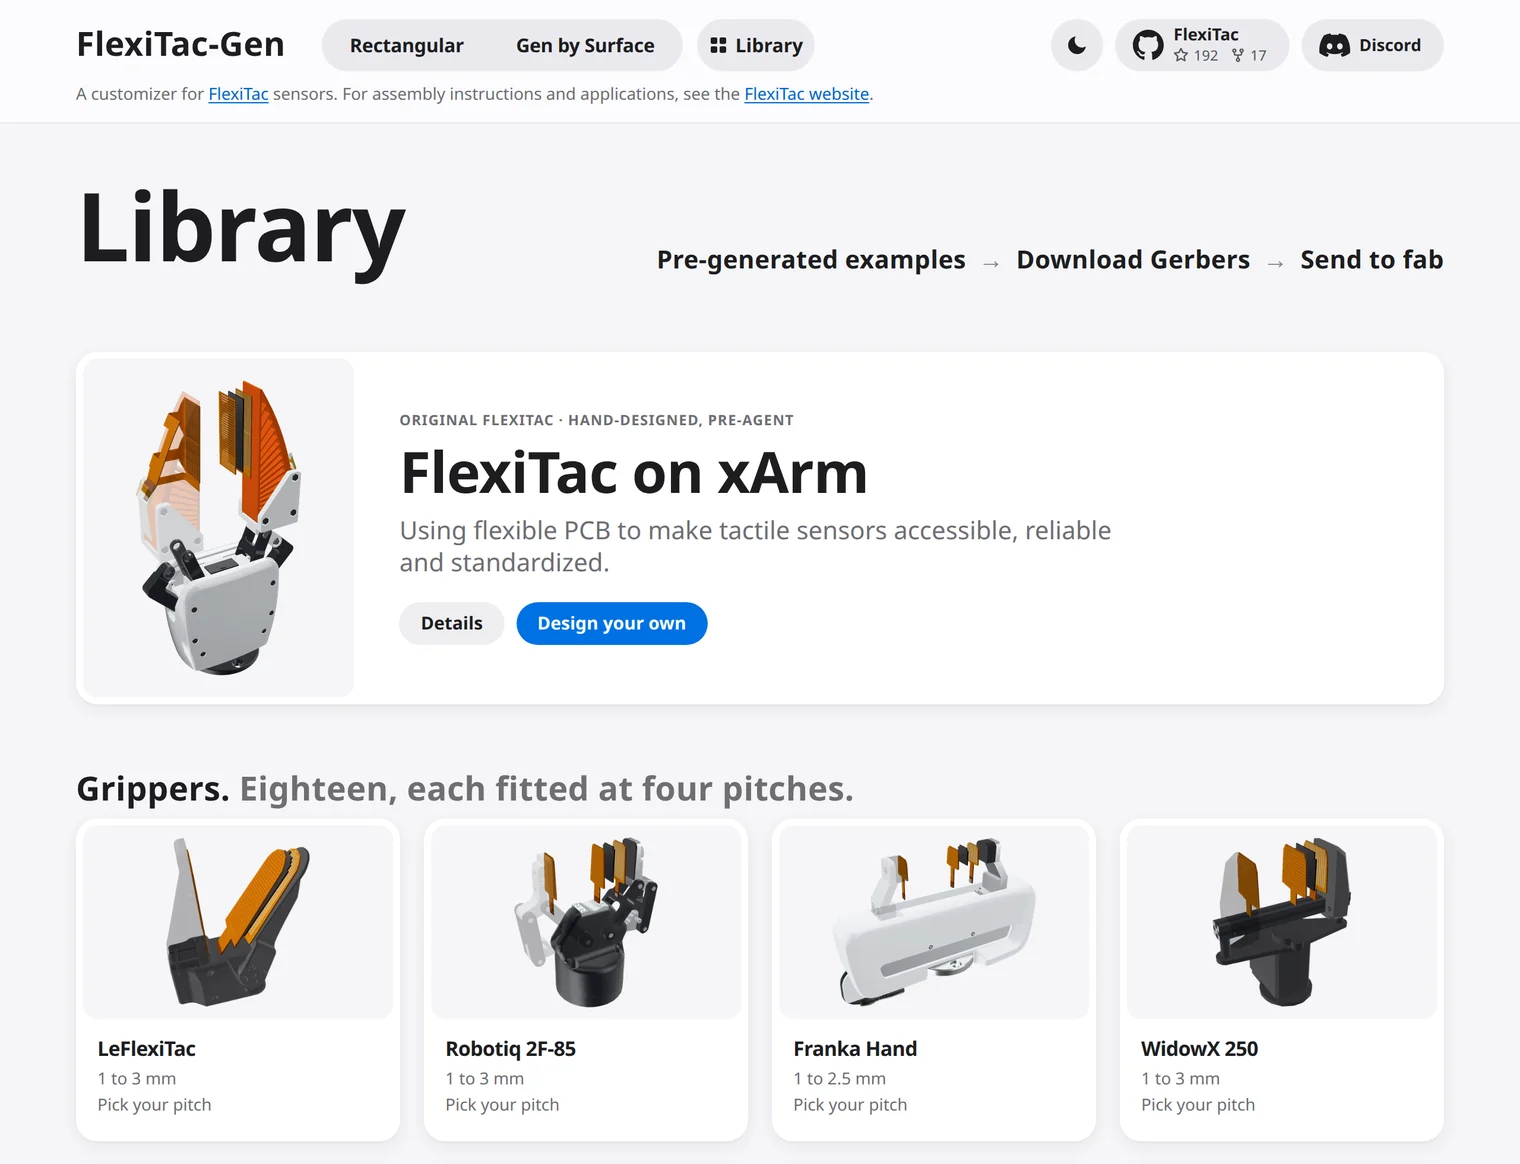 FlexiTac-Gen
Rectangular
Gen by Surface
Library
FlexiTac
192 17
Discord
A customizer for FlexiTac sensors. For assembly instructions and applications, see the FlexiTac website.
Library
Pre-generated examples → Download Gerbers → Send to fab
ORIGINAL FLEXITAC · HAND-DESIGNED, PRE-AGENT
FlexiTac on xArm
Using flexible PCB to make tactile sensors accessible, reliable
and standardized.
Details
Design your own
Grippers. Eighteen, each fitted at four pitches.
LeFlexiTac
1 to 3 mm
Pick your pitch
Robotiq 2F-85
1 to 3 mm
Pick your pitch
Franka Hand
1 to 2.5 mm
Pick your pitch
WidowX 250
1 to 3 mm
Pick your pitch